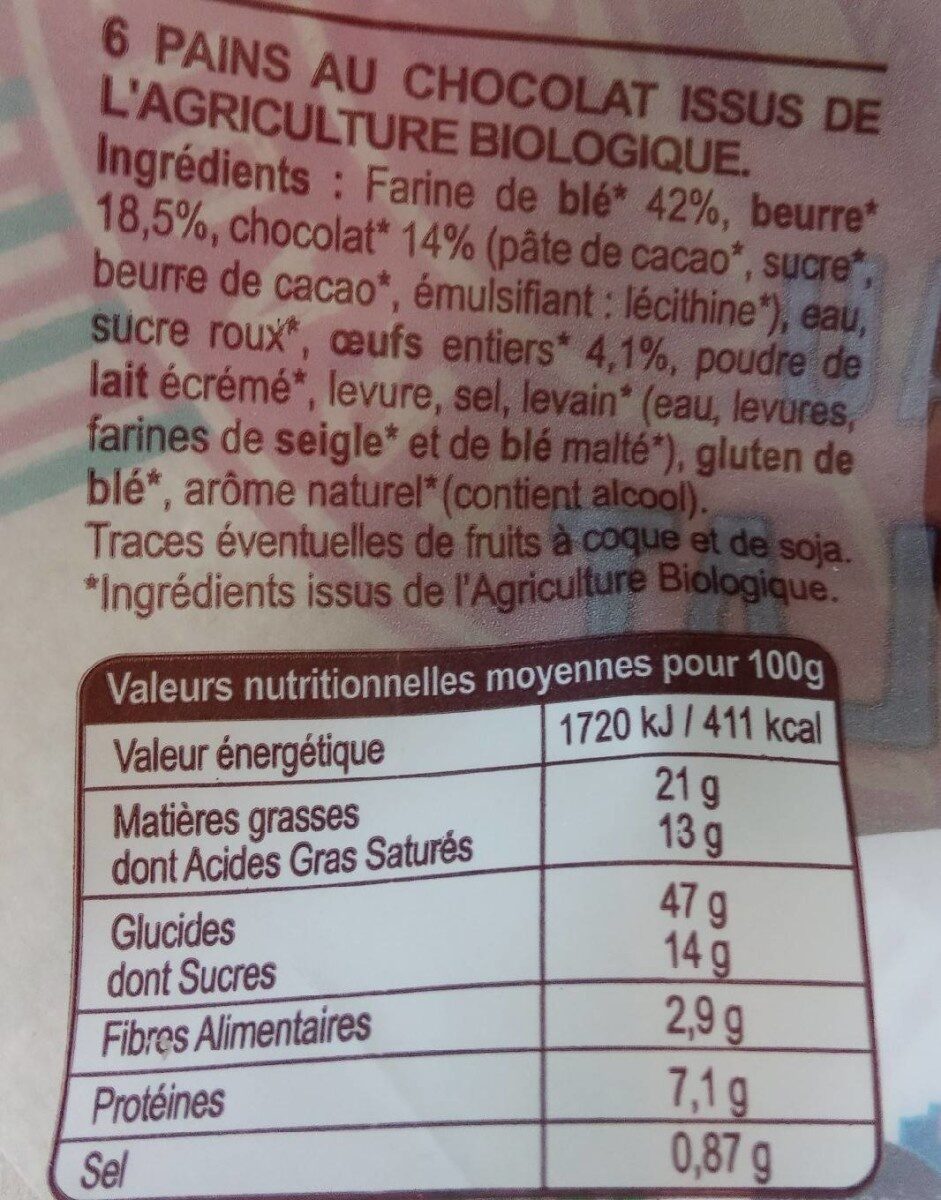 6 PAINS AU CHOCOLAT ISSUS DE
L'AGRICULTURE BIOLOGIQUE.
Ingrédients : Farine de blé* 42%, beurre*
18,5%, chocolat* 14% (pâte de cacao*, sucre*,
beurre de cacao*, émulsifiant : lécithine*), eau,
sucre roux*, œufs entiers* 4,1%, poudre de
lait écrémé*, levure, sel, levain* (eau, levures,
farines de seigle* et de blé malté*), gluten de
blé*, arôme naturel* (contient alcool).
Traces éventuelles de fruits à coque et de soja.
*Ingrédients issus de l'Agriculture Biologique.
Valeurs nutritionnelles moyennes pour 100g
Valeur énergétique 1720 kJ / 411 kcal
Matières grasses 21 g
dont Acides Gras Saturés 13 g
Glucides 47 g
dont Sucres 14 g
Fibres Alimentaires 2,9 g
Protéines 7,1 g
Sel 0,87 g